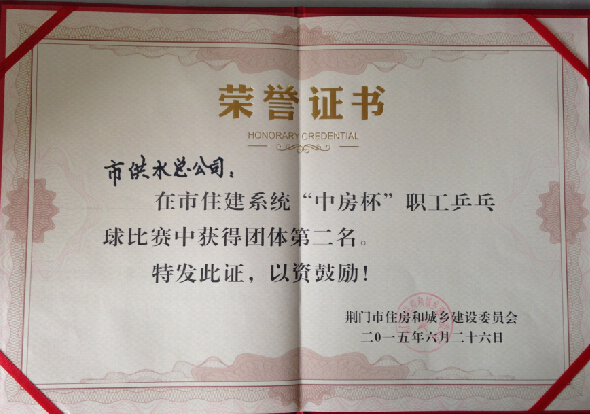 荣誉证书
HONORARY CREDENTIAL
市供水总公司：
在市住建系统“中房杯”职工乒乓
球比赛中获得团体第二名。
特发此证，以资鼓励！
荆门市住房和城乡建设委员会
二〇一五年六月二十六日